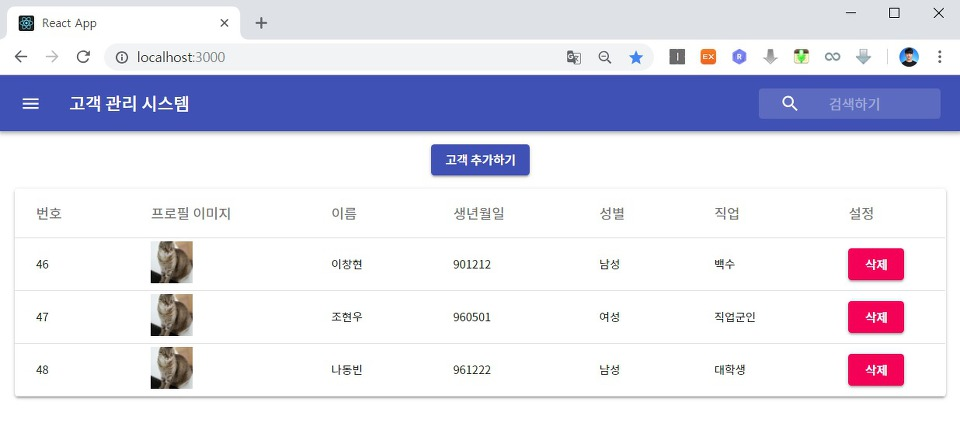 React App
localhost:3000
EX
R
고객 관리 시스템
검색하기
고객 추가하기
번호 프로필 이미지 이름 생년월일 성별 직업 설정
46 이창현 901212 남성 백수 삭제
47 조현우 960501 여성 직업군인 삭제
48 나동빈 961222 남성 대학생 삭제